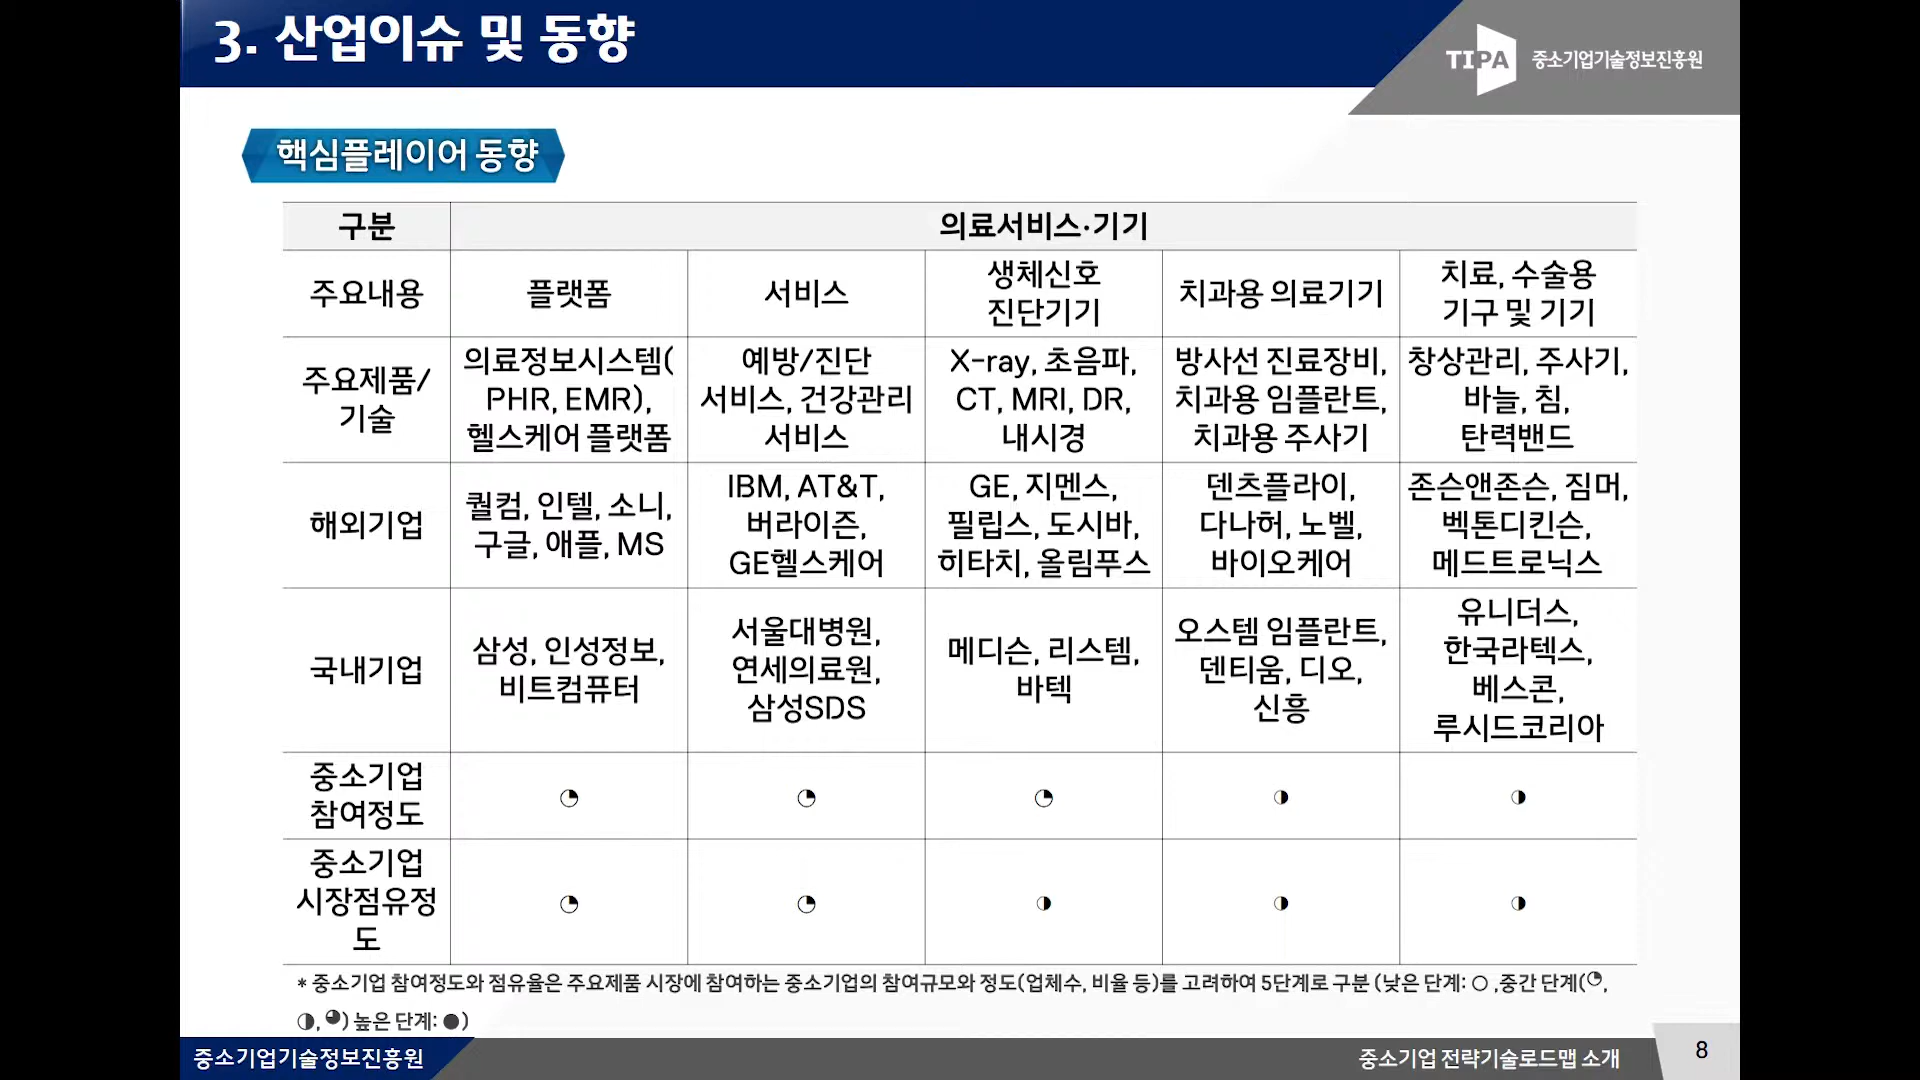 3. 산업이슈 및 동향
TIPA 중소기업기술정보진흥원
핵심플레이어 동향
구분
의료서비스·기기
주요내용
플랫폼
서비스
생체신호
진단기기
치과용 의료기기
치료, 수술용
기구 및 기기
주요제품/
기술
의료정보시스템(
PHR, EMR),
헬스케어 플랫폼
예방/진단
서비스, 건강관리
서비스
X-ray, 초음파,
CT, MRI, DR,
내시경
방사선 진료장비,
치과용 임플란트,
치과용 주사기
창상관리, 주사기,
바늘, 침,
탄력밴드
해외기업
퀄컴, 인텔, 소니,
구글, 애플, MS
IBM, AT&T,
버라이즌,
GE헬스케어
GE, 지멘스,
필립스, 도시바,
히타치, 올림푸스
덴츠플라이,
다나허, 노벨,
바이오케어
존슨앤존슨, 짐머,
벡톤디킨슨,
메드트로닉스
국내기업
삼성, 인성정보,
비트컴퓨터
서울대병원,
연세의료원,
삼성SDS
메디슨, 리스템,
바텍
오스템 임플란트,
덴티움, 디오,
신흥
유니더스,
한국라텍스,
베스콘,
루시드코리아
중소기업
참여정도
◔
◔
◔
◑
◑
중소기업
시장점유정
도
◔
◔
◑
◑
◑
* 중소기업 참여정도와 점유율은 주요제품 시장에 참여하는 중소기업의 참여규모와 정도(업체수, 비율 등)를 고려하여 5단계로 구분 (낮은 단계: ○ ,중간 단계(◔,
◑, ◕) 높은 단계: ●)
중소기업기술정보진흥원
중소기업 전략기술로드맵 소개
8